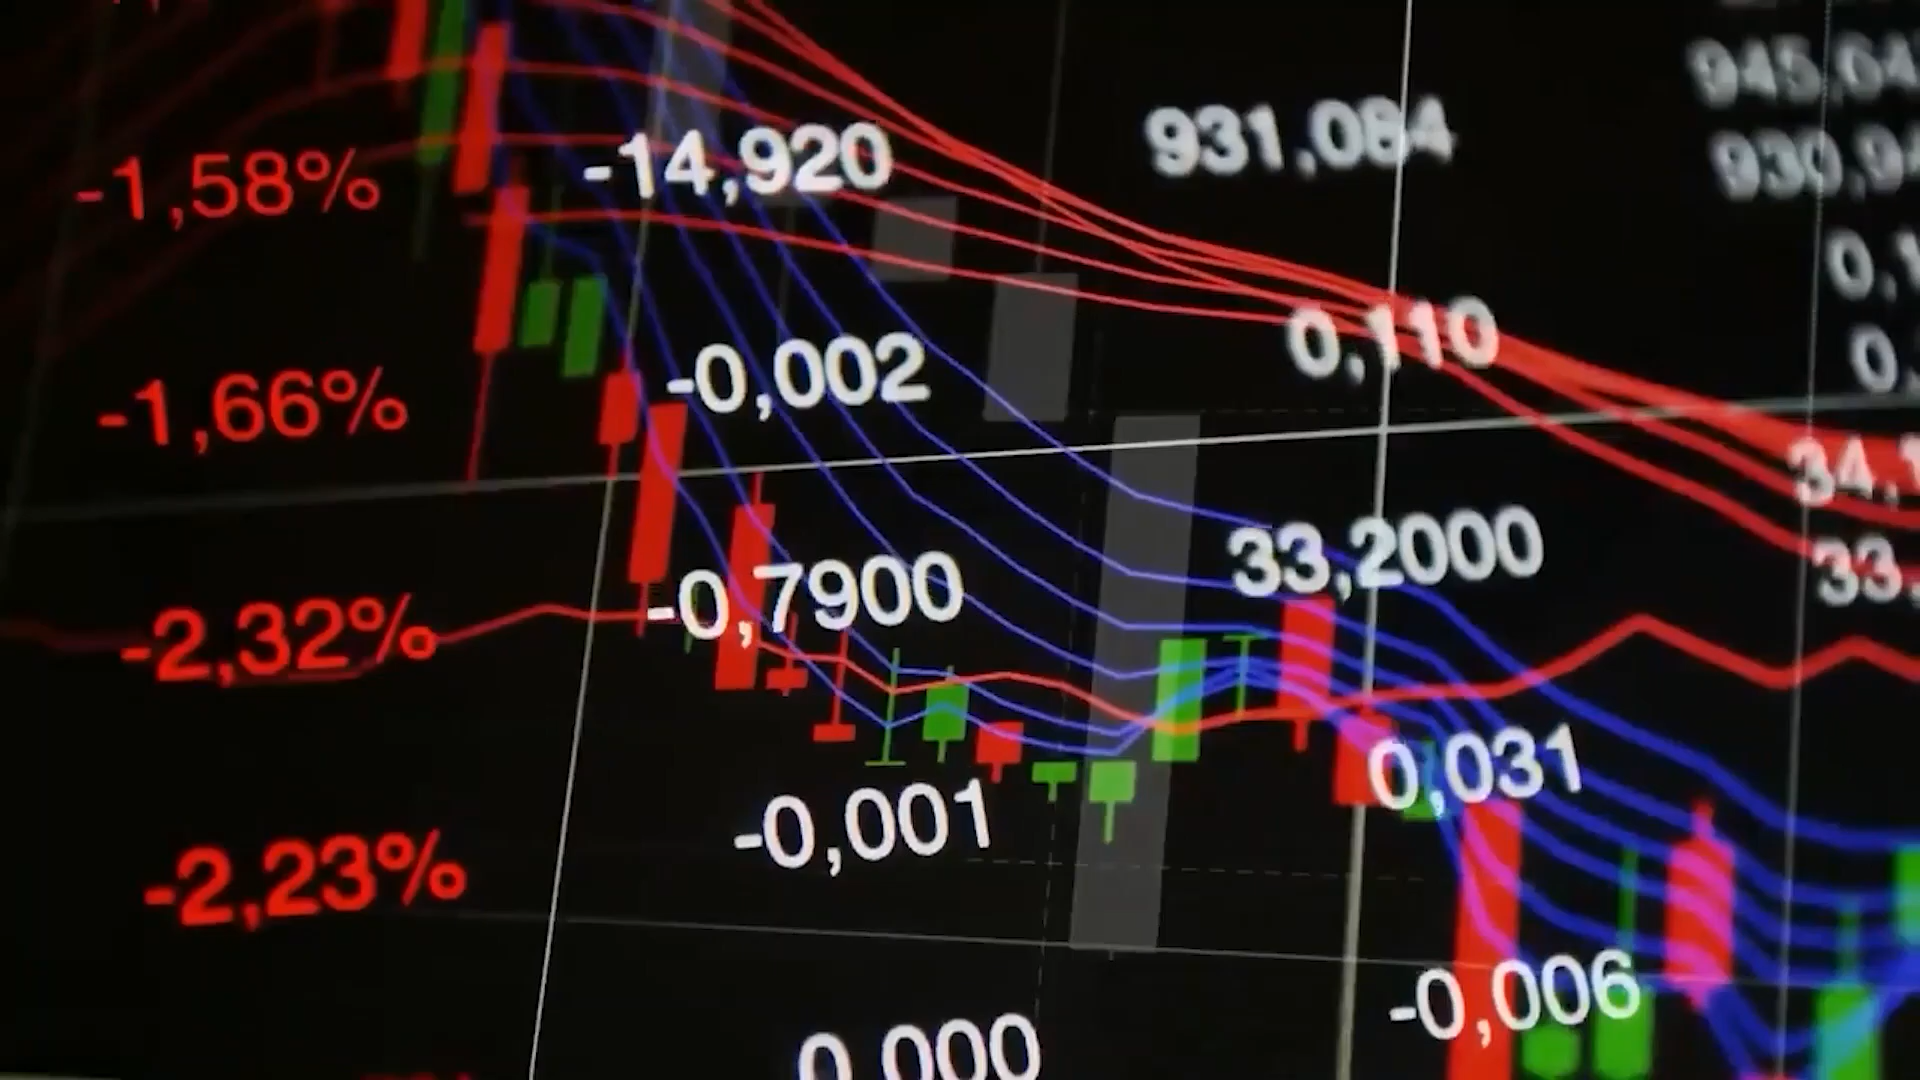 -1,58% -14,920 931,084
-1,66% -0,002 0,110
-2,32% -0,7900 33,2000
-2,23% -0,001 0,031
0,000 -0,006